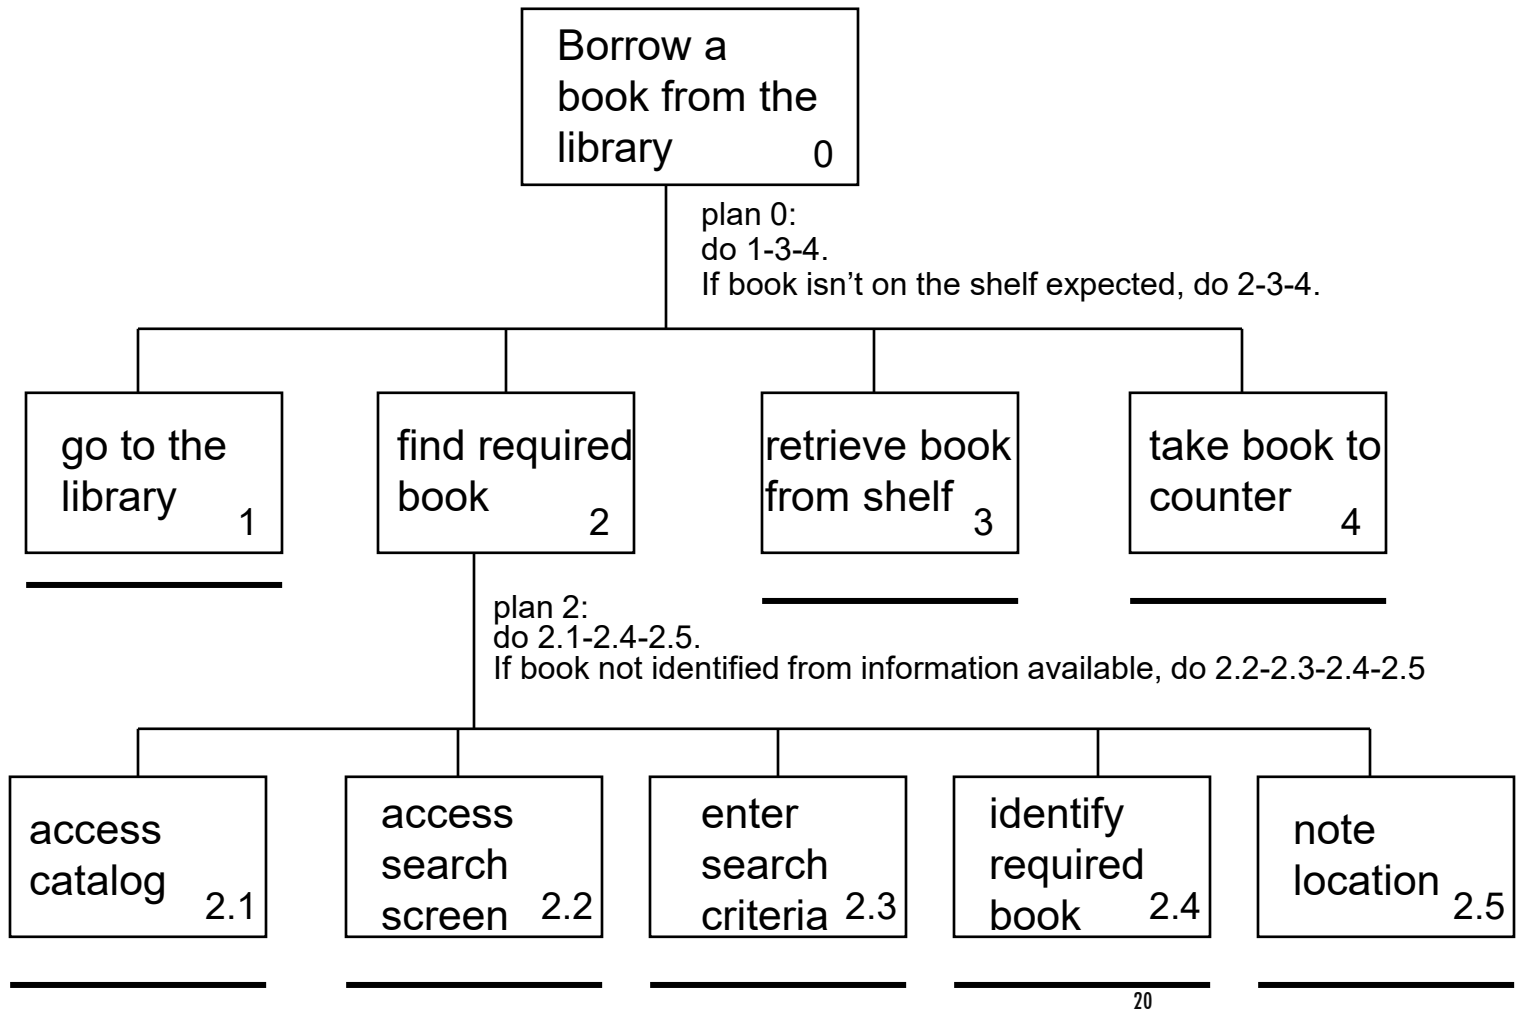 Borrow a
book from the
library
0
plan 0:
do 1-3-4.
If book isn’t on the shelf expected, do 2-3-4.
go to the
library
1
find required
book
2
retrieve book
from shelf
3
take book to
counter
4
plan 2:
do 2.1-2.4-2.5.
If book not identified from information available, do 2.2-2.3-2.4-2.5
access
catalog
2.1
access
search
screen
2.2
enter
search
criteria
2.3
identify
required
book
2.4
note
location
2.5
20